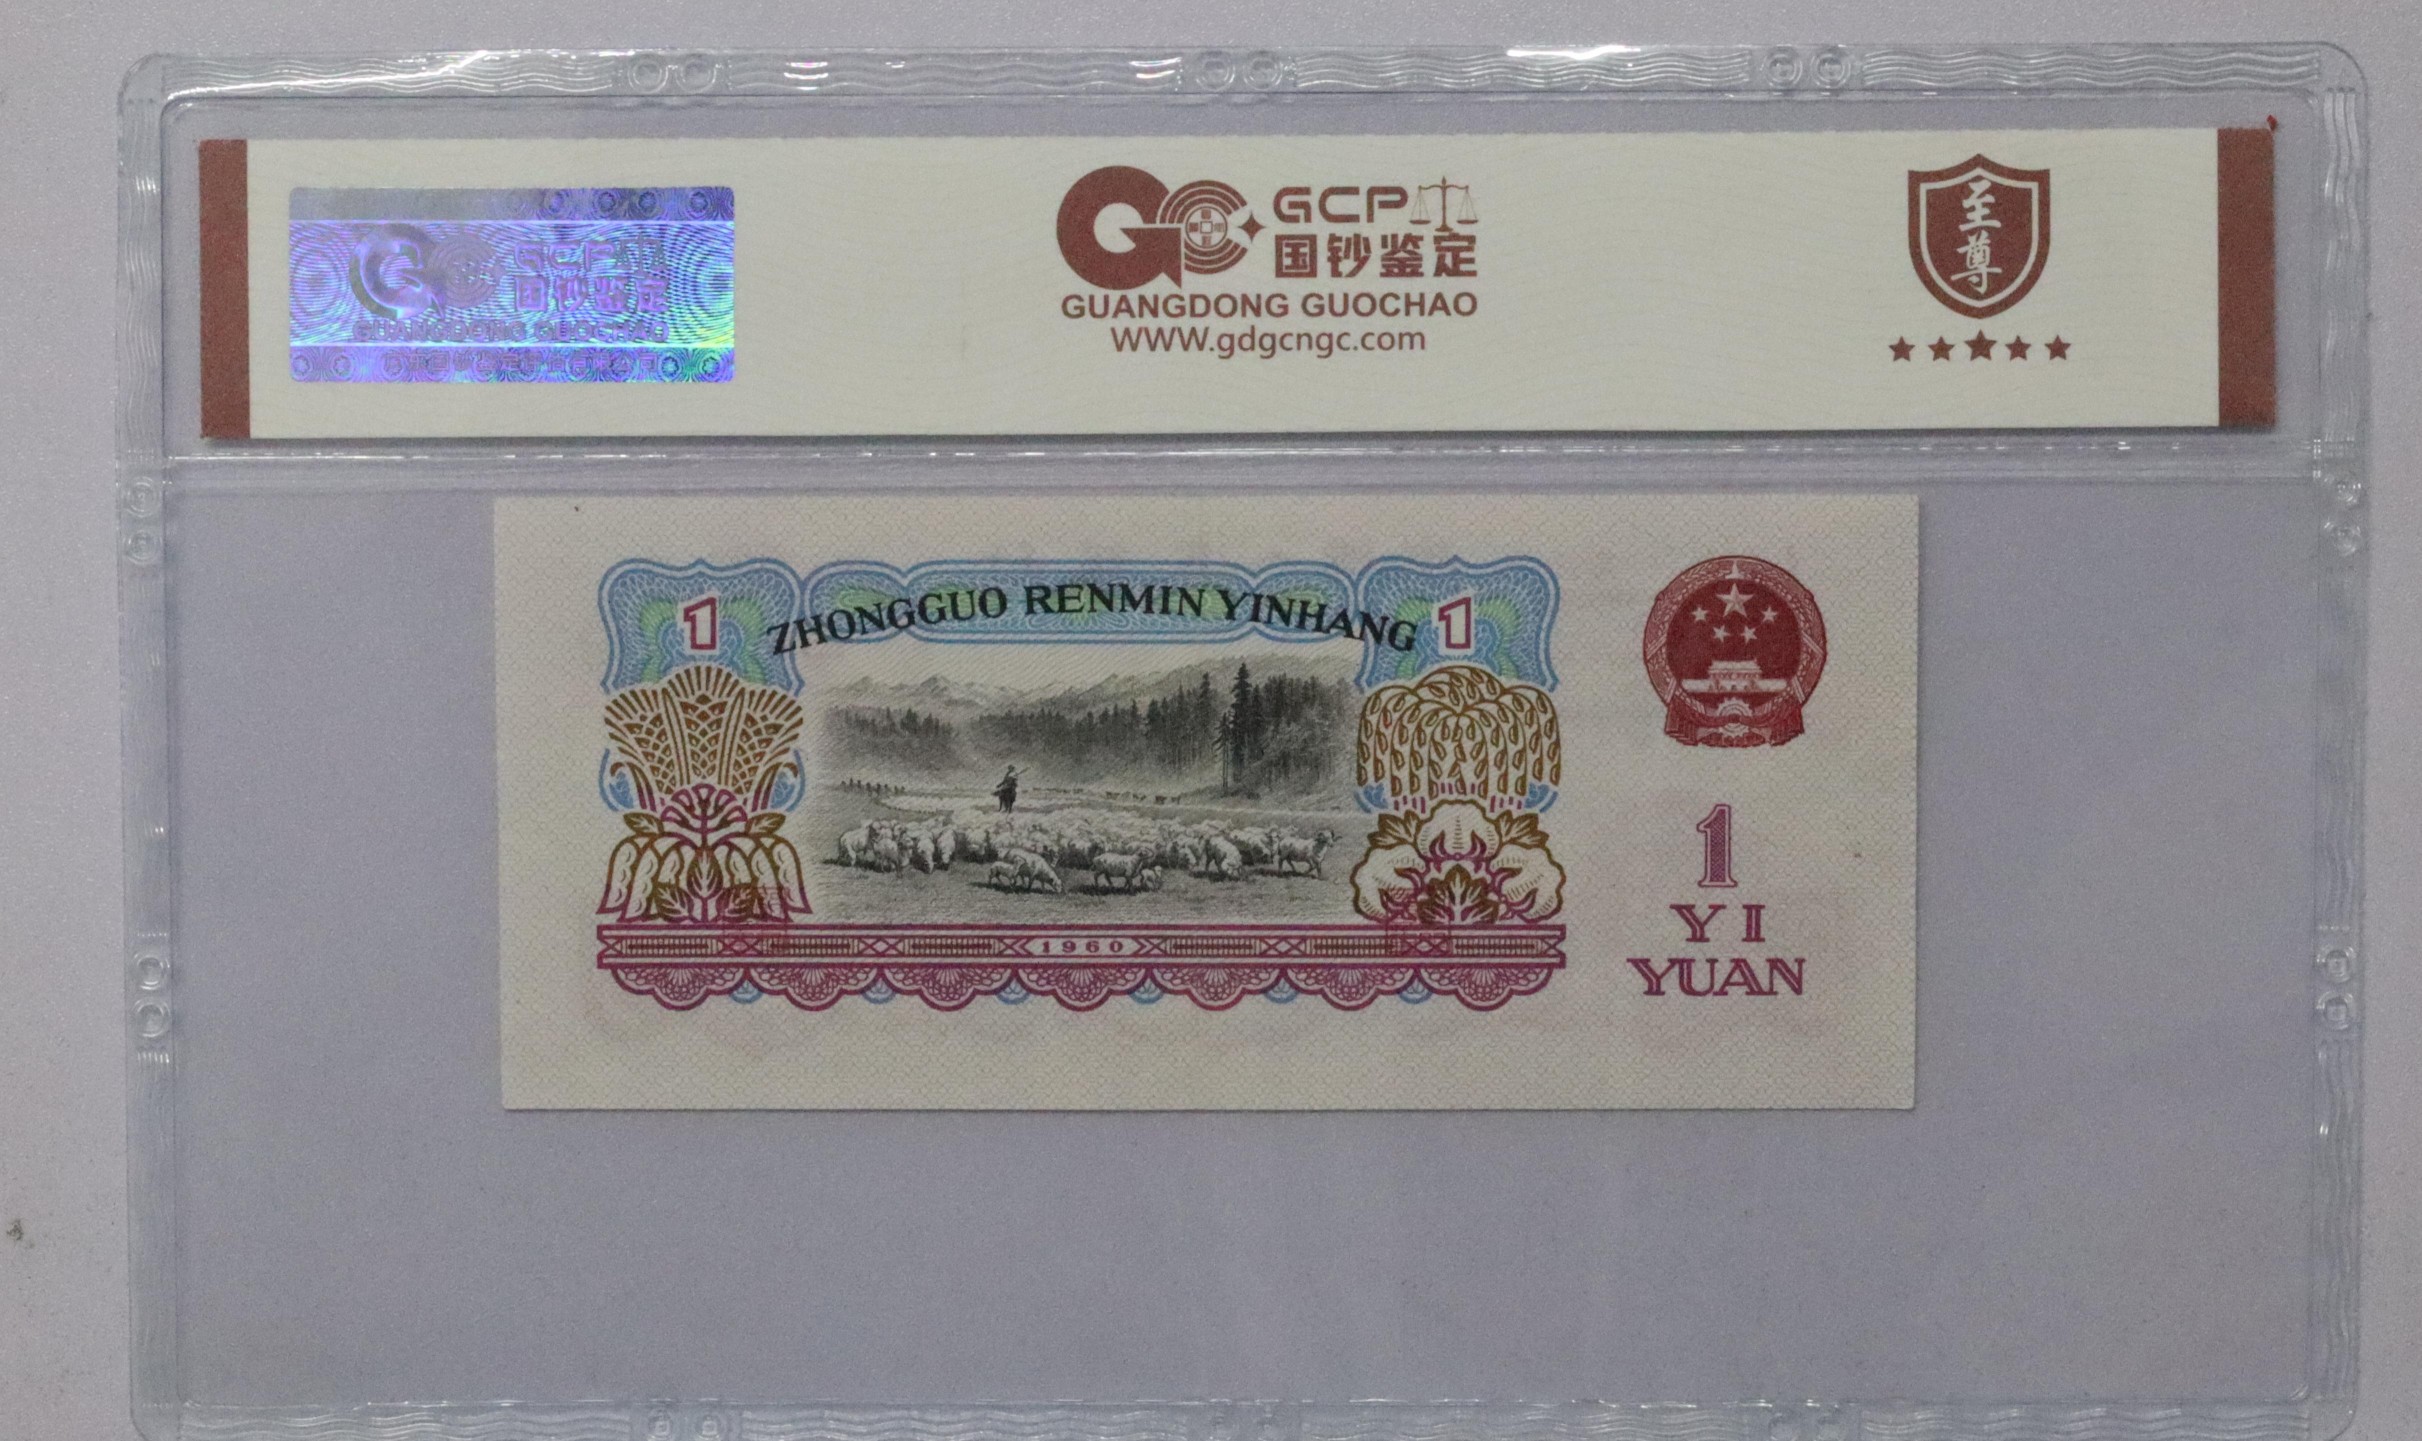 GCP
国钞鉴定
GUANGDONG GUOCHAO
GCP
国钞鉴定
GUANGDONG GUOCHAO
WWW.gdgcngc.com
至尊
1
ZHONGGUO RENMIN YINHANG
1
1960
1
YI
YUAN